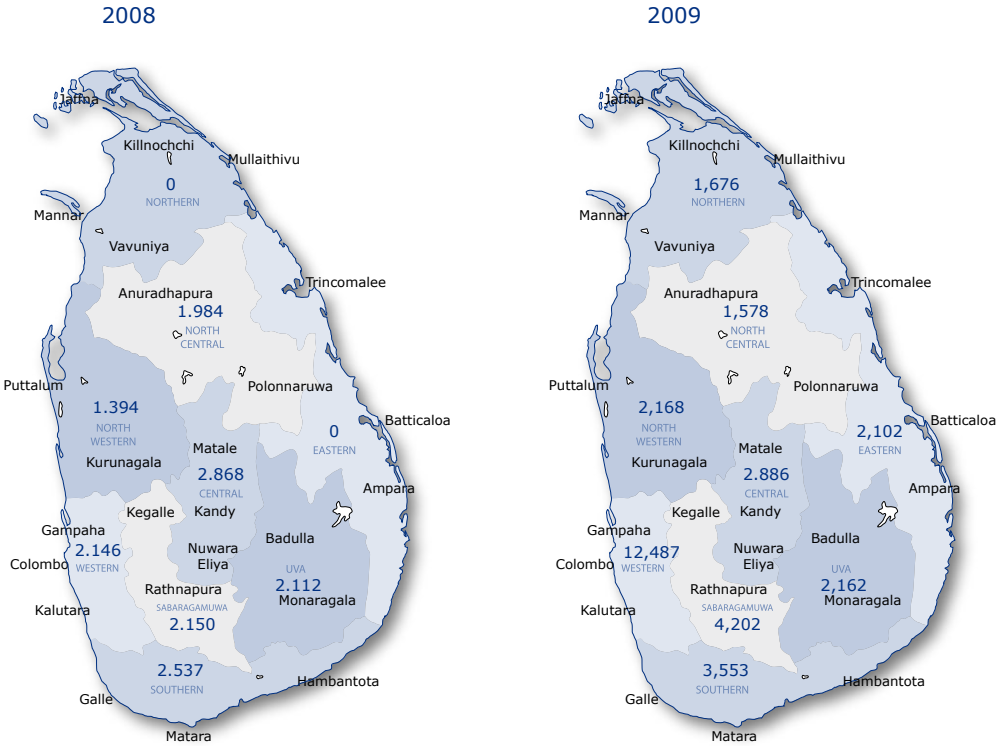 2008
Jaffna
Killnochchi
Mullaithivu
0
NORTHERN
Mannar
Vavuniya
Trincomalee
Anuradhapura
1.984
NORTH
CENTRAL
Puttalum
Polonnaruwa
1.394
NORTH
WESTERN
Batticaloa
0
EASTERN
Matale
Kurunagala
2.868
CENTRAL
Ampara
Kegalle
Kandy
Gampaha
Badulla
2.146
WESTERN
Nuwara
Eliya
Colombo
UVA
2.112
Rathnapura
Monaragala
Kalutara
SABARAGAMUWA
2.150
2.537
SOUTHERN
Hambantota
Galle
Matara
2009
Jaffna
Killnochchi
Mullaithivu
1,676
NORTHERN
Mannar
Vavuniya
Trincomalee
Anuradhapura
1,578
NORTH
CENTRAL
Puttalum
Polonnaruwa
2,168
NORTH
WESTERN
Batticaloa
2,102
EASTERN
Matale
Kurunagala
2.886
CENTRAL
Ampara
Kegalle
Kandy
Gampaha
Badulla
12,487
WESTERN
Nuwara
Eliya
Colombo
UVA
2,162
Rathnapura
Monaragala
Kalutara
SABARAGAMUWA
4,202
3,553
SOUTHERN
Hambantota
Galle
Matara